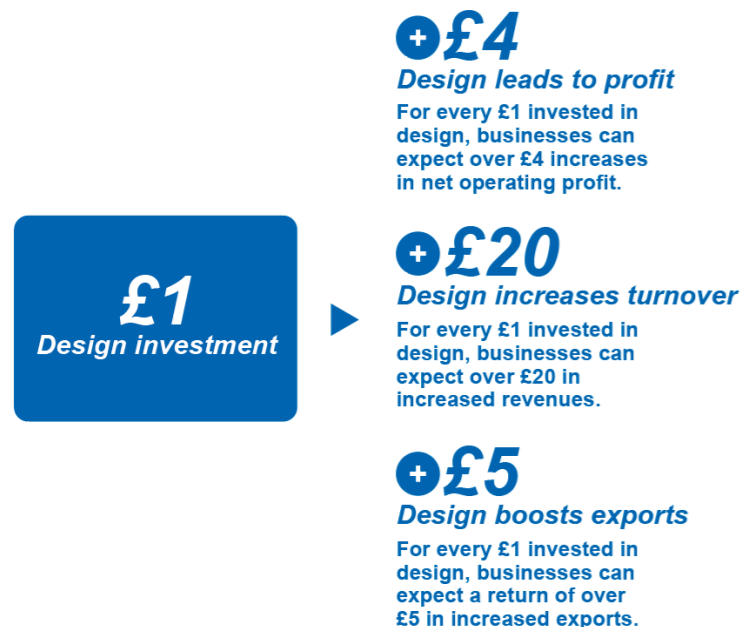 +£4
Design leads to profit
For every £1 invested in
design, businesses can
expect over £4 increases
in net operating profit.
£1
Design investment
+£20
Design increases turnover
For every £1 invested in
design, businesses can
expect over £20 in
increased revenues.
+£5
Design boosts exports
For every £1 invested in
design, businesses can
expect a return of over
£5 in increased exports.